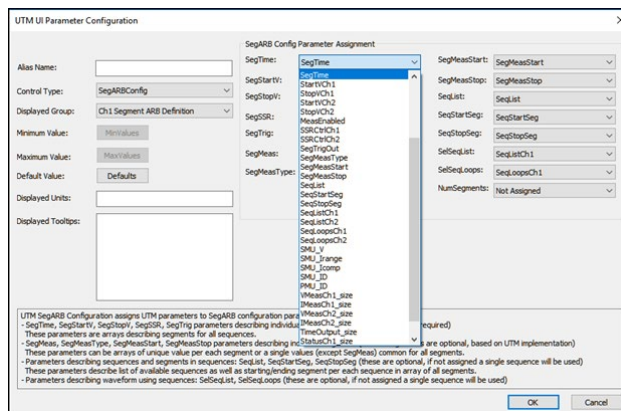 UTM UI Parameter Configuration
SegARB Config Parameter Assignment
Alias Name:
Control Type:
SegARBConfig
Displayed Group:
Ch1 Segment ARB Definition
Minimum Value:
MinValues
Maximum Value:
MaxValues
Default Value:
Defaults
Displayed Units:
Displayed Tooltips:
SegTime:
SegTime
SegStartV:
SegStopV:
SegSSR:
SegTrig:
SegMeas:
SegMeasType:
SegTime
StartVCh1
StopVCh1
StartVCh2
StopVCh2
MeasEnabled
SSRCtrlCh1
SSRCtrlCh2
SegTrigOut
SegMeasType
SegMeasStart
SegMeasStop
SeqList
SeqStartSeg
SeqStopSeg
SeqListCh1
SeqListCh2
SeqLoopsCh1
SeqLoopsCh2
SMU_V
SMU_Irange
SMU_Icomp
SMU_ID
PMU_ID
VMeasCh1_size
IMeasCh1_size
VMeasCh2_size
IMeasCh2_size
TimeOutput_size
StatusCh1_size
SegMeasStart:
SegMeasStart
SegMeasStop:
SegMeasStop
SeqList:
SeqList
SeqStartSeg:
SeqStartSeg
SeqStopSeg:
SeqStopSeg
SelSeqList:
SeqListCh1
SelSeqLoops:
SeqLoopsCh1
NumSegments:
Not Assigned
UTM SegARB Configuration assigns UTM parameters to SegARB configuration para
- SegTime, SegStartV, SegStopV, SegSSR, SegTrig parameters describing individua required)
These parameters are arrays describing segments for all sequences.
- SegMeas, SegMeasType, SegMeasStart, SegMeasStop parameters describing are optional, based on UTM implementation)
These parameters can be arrays of unique value per each segment or a single values (except SegMeas) common for all segments.
- Parameters describing sequences and segments in sequences: SeqList, SeqStartSeg, SeqStopSeg (these are optional, if not assigned a single sequence will be used)
These parameters describe list of available sequences as well as starting/ending segment per each sequence in array of all segments.
- Parameters describing waveform using sequences: SelSeqList, SelSeqLoops (these are optional, if not assigned a single sequence will be used)
OK
Cancel